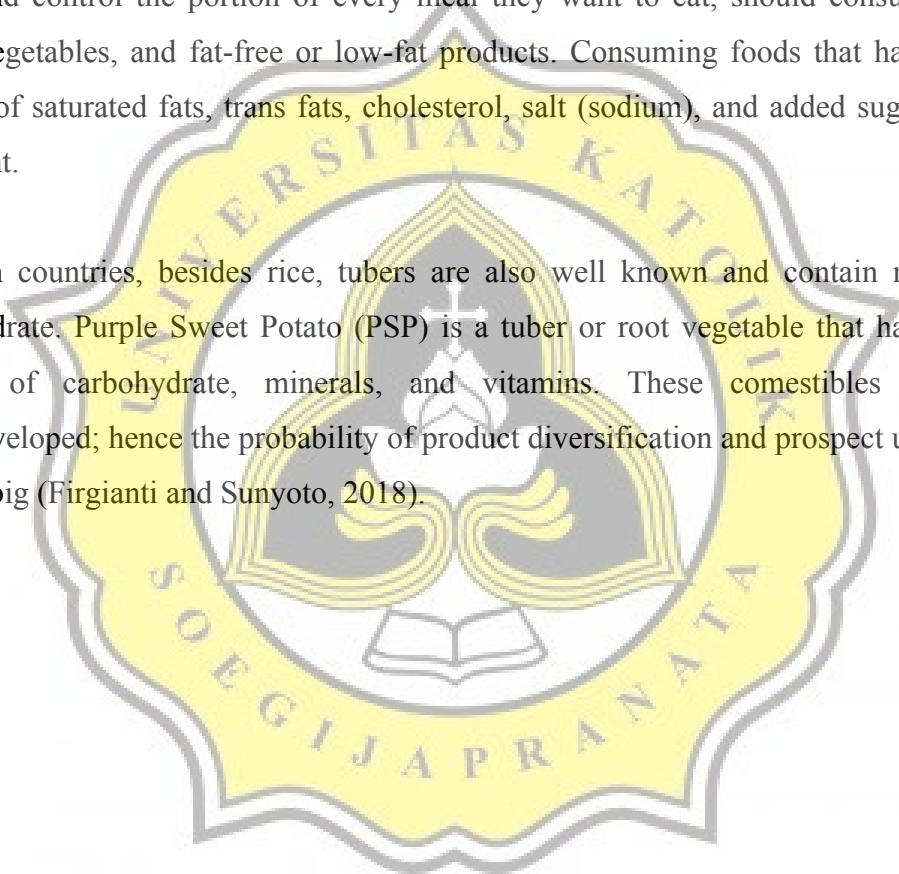 control the portion of every meal they want to eat, should consu
egetables, and fat-free or low-fat products. Consuming foods that ha
of saturated fats, trans fats, cholesterol, salt (sodium), and added sug
t.
countries, besides rice, tubers are also well known and contain
drate. Purple Sweet Potato (PSP) is a tuber or root vegetable that ha
of carbohydrate, minerals, and vitamins. These comestibles
veloped; hence the probability of product diversification and prospect u
big (Firgianti and Sunyoto, 2018).
UNIVERSITAS KATOLIK
SOEGIJAPRANATA